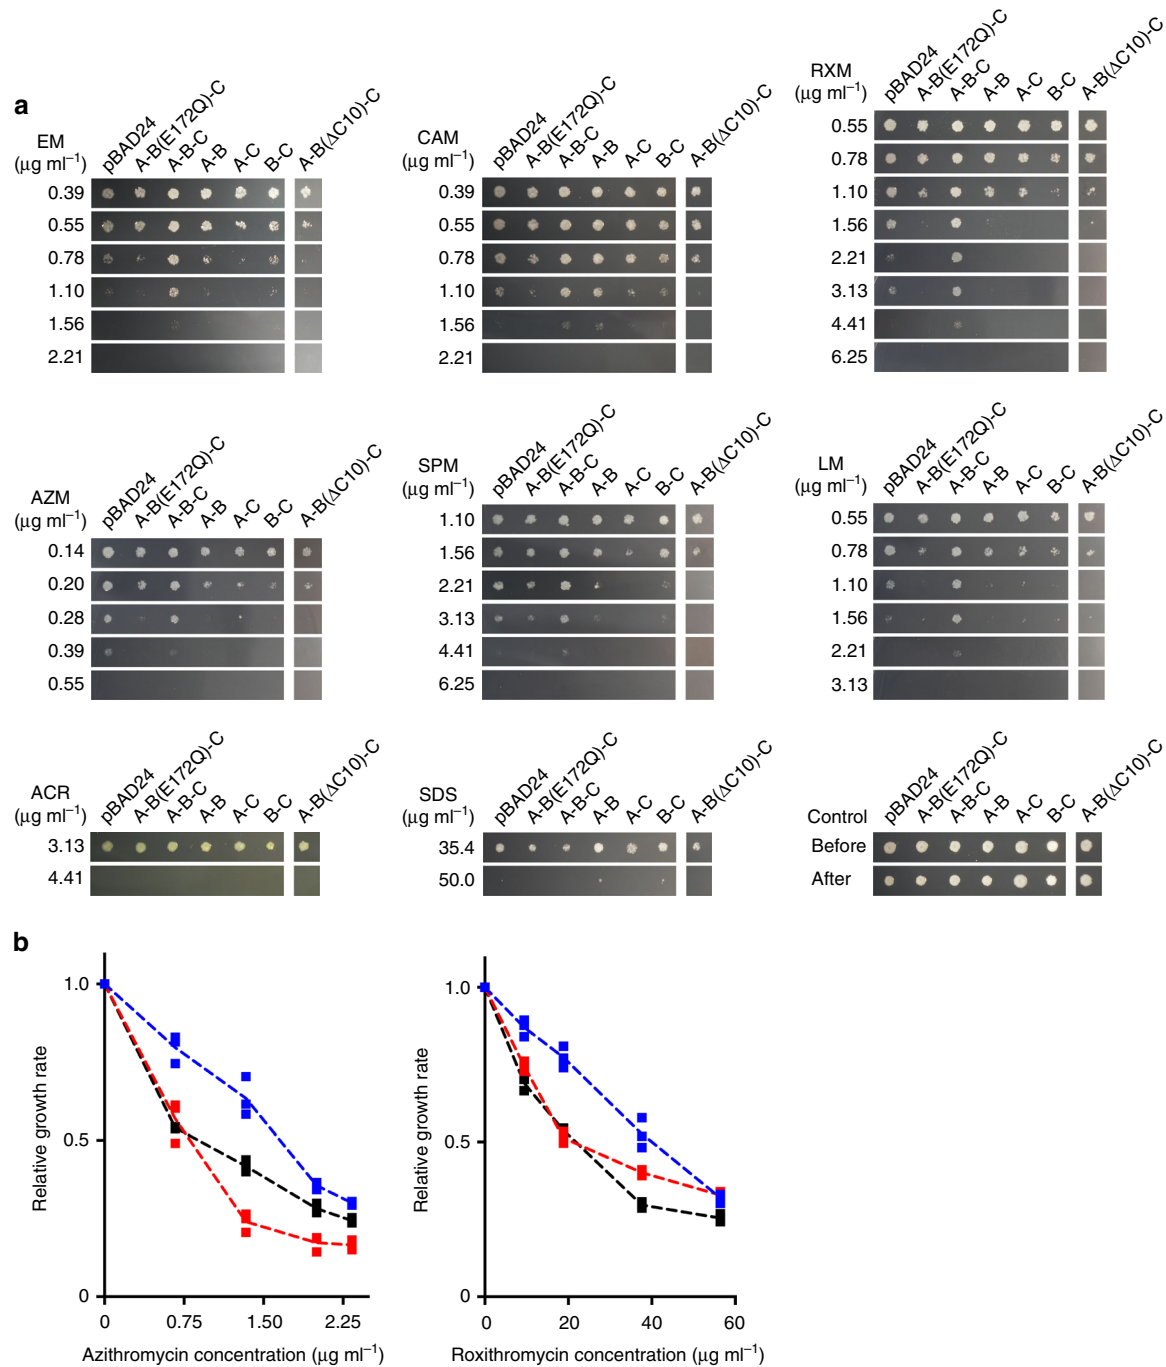 a
EM
(μg ml⁻¹)
pBAD24
A-B(E172Q)-C
A-B-C
A-B
A-C
B-C
A-B(ΔC10)-C
0.39
0.55
0.78
1.10
1.56
2.21
CAM
(μg ml⁻¹)
pBAD24
A-B(E172Q)-C
A-B-C
A-B
A-C
B-C
A-B(ΔC10)-C
0.39
0.55
0.78
1.10
1.56
2.21
RXM
(μg ml⁻¹)
pBAD24
A-B(E172Q)-C
A-B-C
A-B
A-C
B-C
A-B(ΔC10)-C
0.55
0.78
1.10
1.56
2.21
3.13
4.41
6.25
AZM
(μg ml⁻¹)
pBAD24
A-B(E172Q)-C
A-B-C
A-B
A-C
B-C
A-B(ΔC10)-C
0.14
0.20
0.28
0.39
0.55
SPM
(μg ml⁻¹)
pBAD24
A-B(E172Q)-C
A-B-C
A-B
A-C
B-C
A-B(ΔC10)-C
1.10
1.56
2.21
3.13
4.41
6.25
LM
(μg ml⁻¹)
pBAD24
A-B(E172Q)-C
A-B-C
A-B
A-C
B-C
A-B(ΔC10)-C
0.55
0.78
1.10
1.56
2.21
3.13
ACR
(μg ml⁻¹)
pBAD24
A-B(E172Q)-C
A-B-C
A-B
A-C
B-C
A-B(ΔC10)-C
3.13
4.41
SDS
(μg ml⁻¹)
pBAD24
A-B(E172Q)-C
A-B-C
A-B
A-C
B-C
A-B(ΔC10)-C
35.4
50.0
Control
pBAD24
A-B(E172Q)-C
A-B-C
A-B
A-C
B-C
A-B(ΔC10)-C
Before
After
b
Relative growth rate
1.0
0.5
0
0
0.75
1.50
2.25
Azithromycin concentration (μg ml⁻¹)
Relative growth rate
1.0
0.5
0
0
20
40
60
Roxithromycin concentration (μg ml⁻¹)